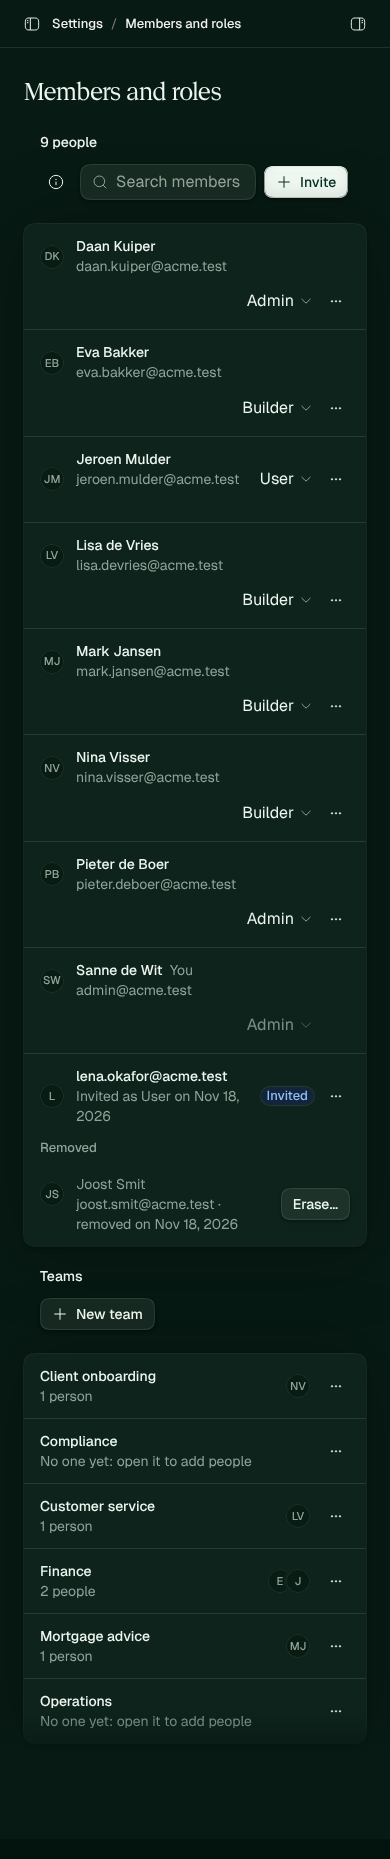 Settings / Members and roles
Members and roles
9 people
Search members
Invite
DK
Daan Kuiper
daan.kuiper@acme.test
Admin
EB
Eva Bakker
eva.bakker@acme.test
Builder
JM
Jeroen Mulder
jeroen.mulder@acme.test
User
LV
Lisa de Vries
lisa.devries@acme.test
Builder
MJ
Mark Jansen
mark.jansen@acme.test
Builder
NV
Nina Visser
nina.visser@acme.test
Builder
PB
Pieter de Boer
pieter.deboer@acme.test
Admin
SW
Sanne de Wit You
admin@acme.test
Admin
L
lena.okafor@acme.test
Invited as User on Nov 18,
2026
Invited
Removed
JS
Joost Smit
joost.smit@acme.test ·
removed on Nov 18, 2026
Erase...
Teams
New team
Client onboarding
1 person
NV
Compliance
No one yet: open it to add people
Customer service
1 person
LV
Finance
2 people
E J
Mortgage advice
1 person
MJ
Operations
No one yet: open it to add people